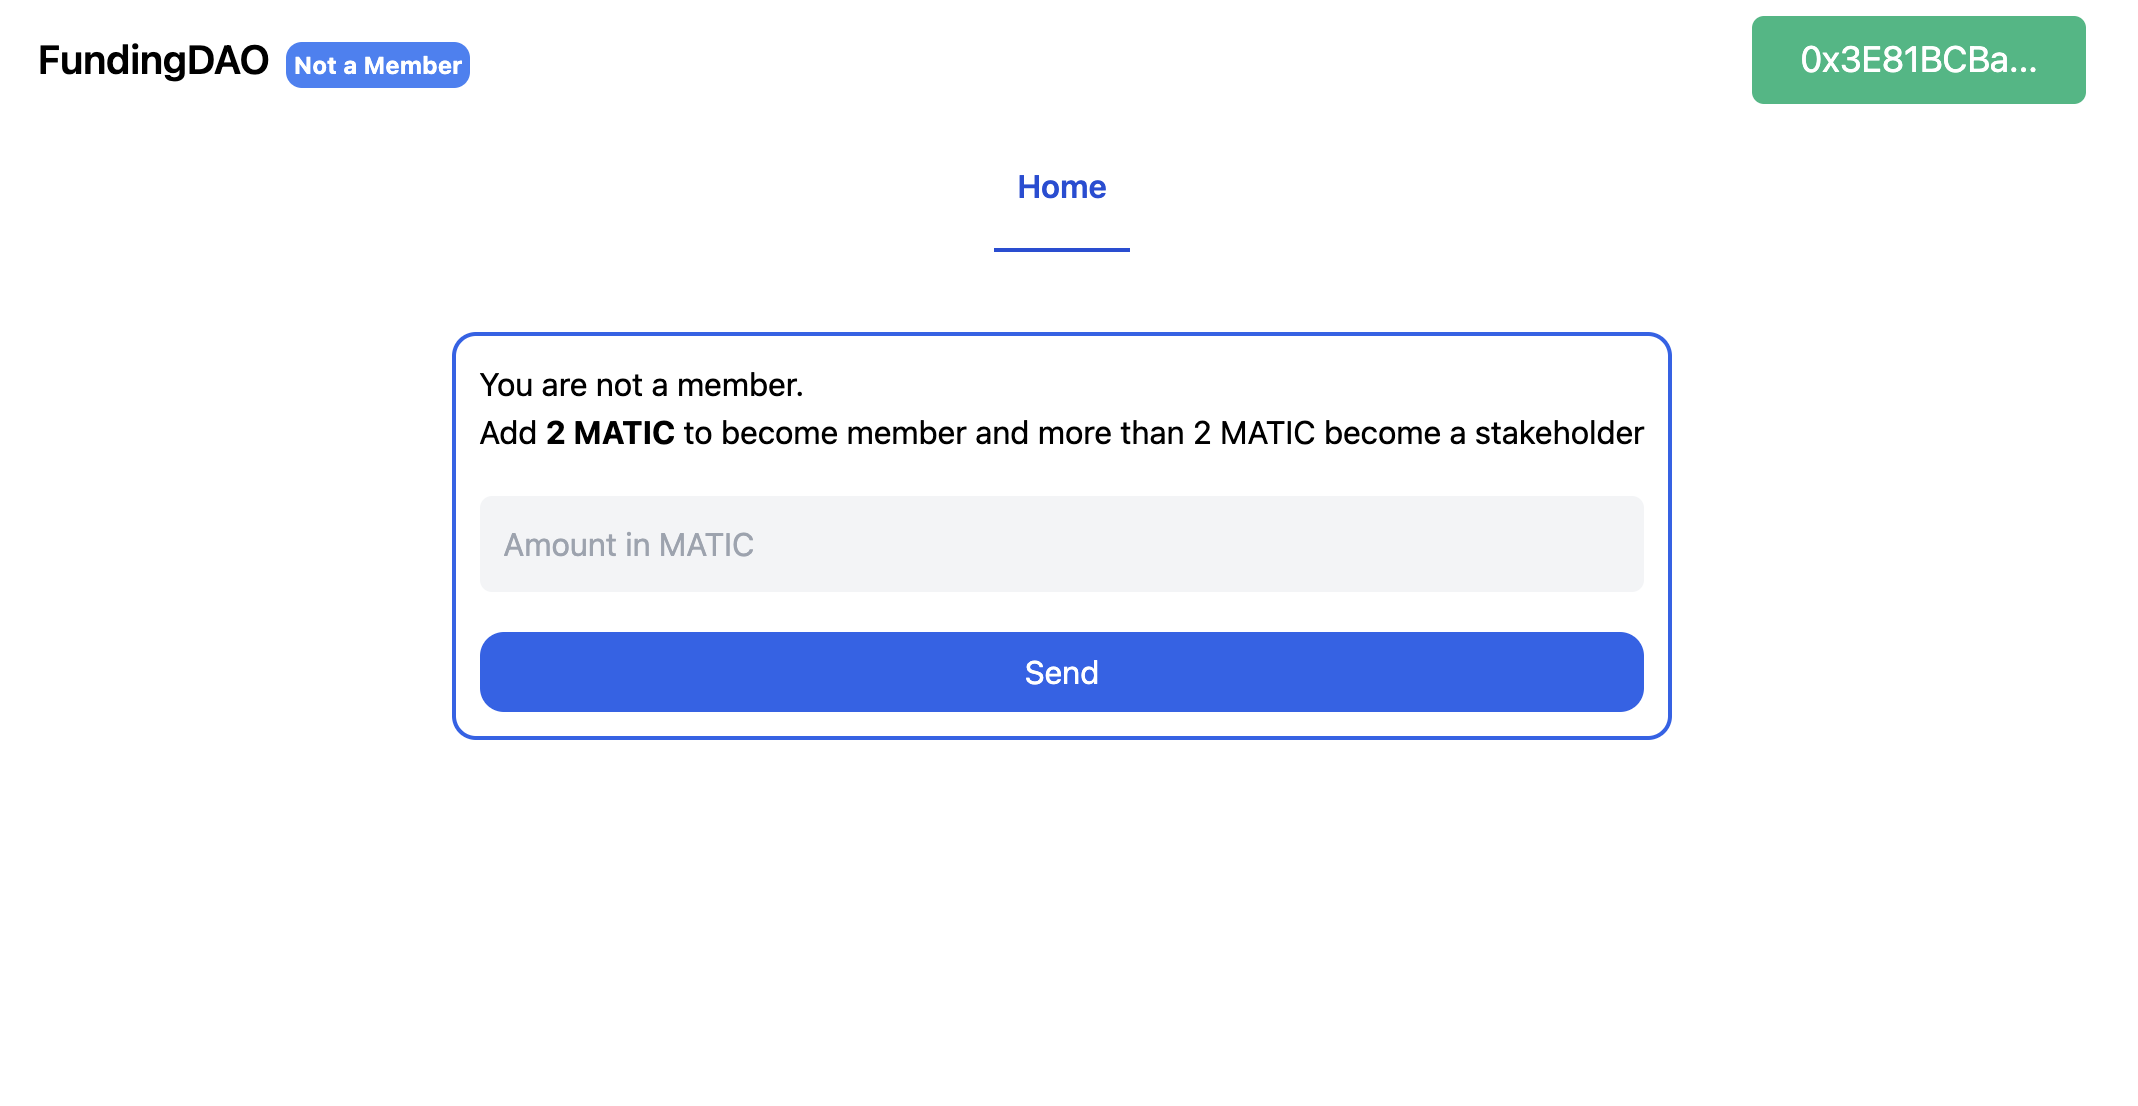 FundingDAO Not a Member
0x3E81BCBa...
Home
You are not a member.
Add 2 MATIC to become member and more than 2 MATIC become a stakeholder
Amount in MATIC
Send